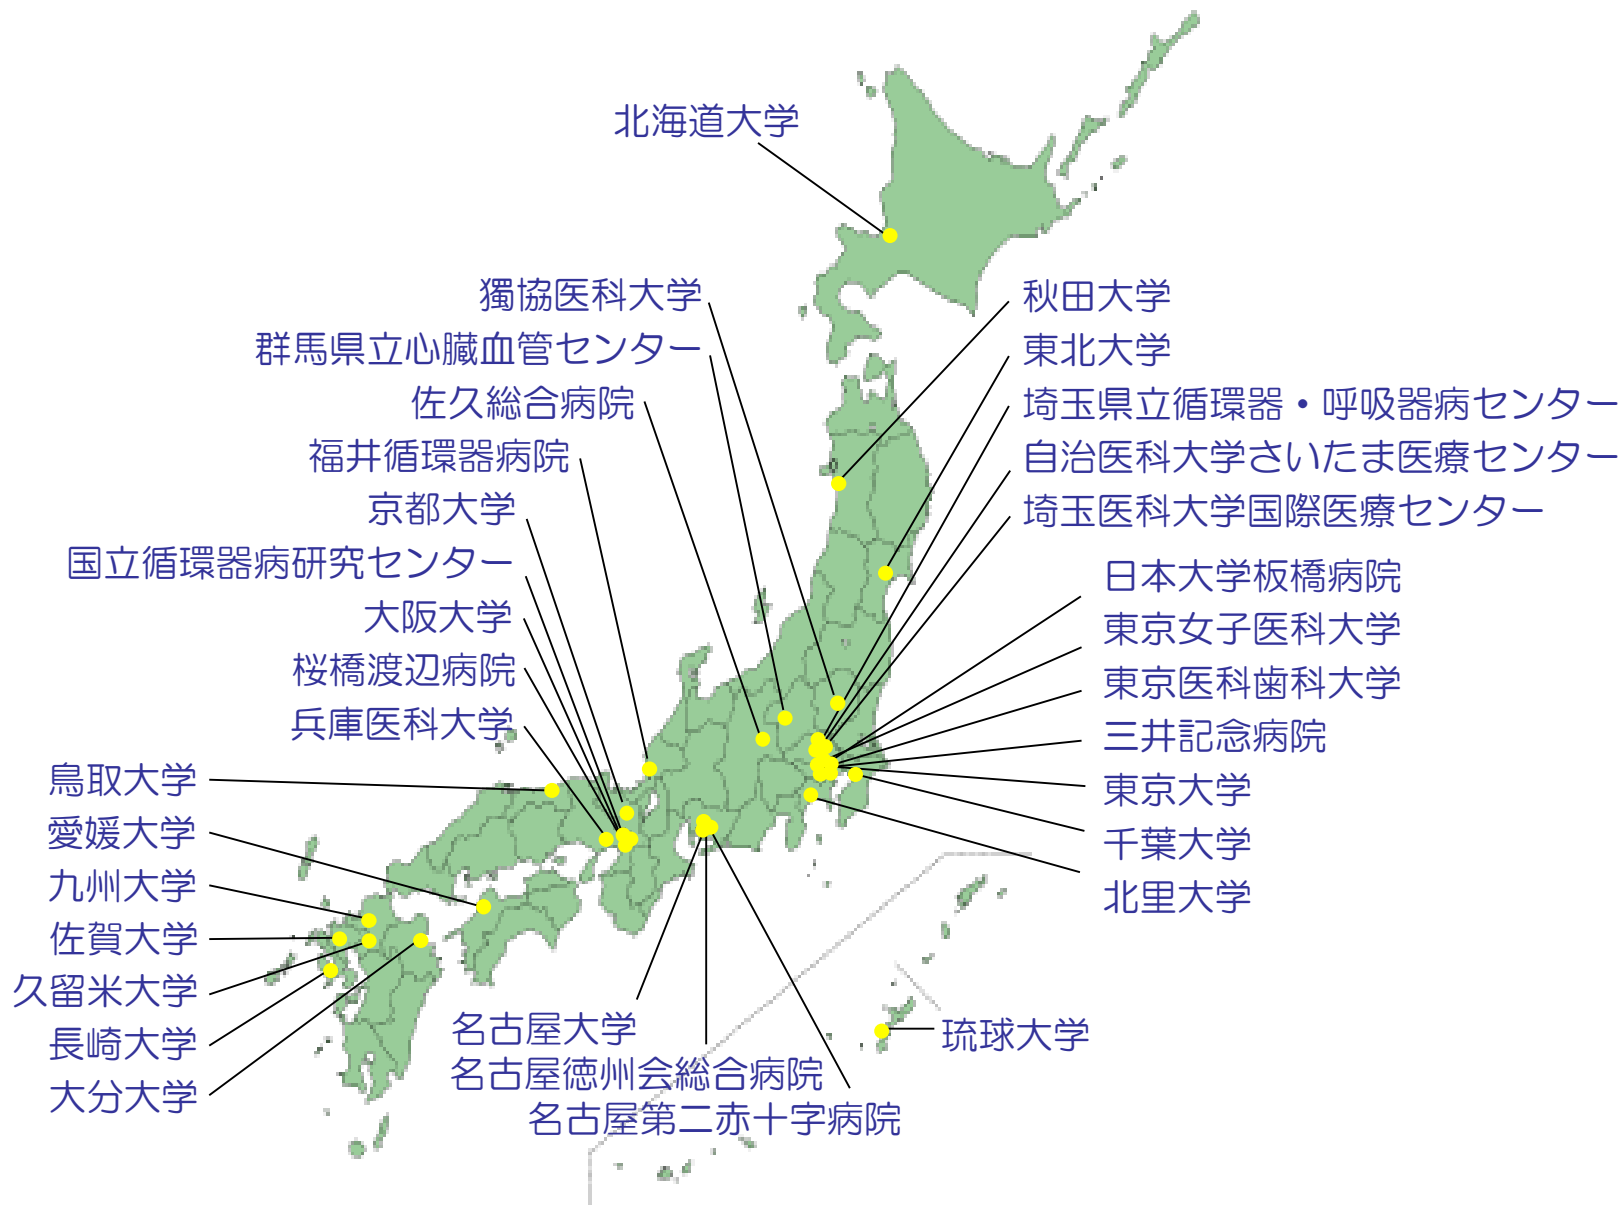 北海道大学
獨協医科大学
群馬県立心臓血管センター
佐久総合病院
福井循環器病院
京都大学
国立循環器病研究センター
大阪大学
桜橋渡辺病院
兵庫医科大学
鳥取大学
愛媛大学
九州大学
佐賀大学
久留米大学
長崎大学
大分大学
秋田大学
東北大学
埼玉県立循環器・呼吸器病センター
自治医科大学さいたま医療センター
埼玉医科大学国際医療センター
日本大学板橋病院
東京女子医科大学
東京医科歯科大学
三井記念病院
東京大学
千葉大学
北里大学
名古屋大学
名古屋徳州会総合病院
名古屋第二赤十字病院
琉球大学